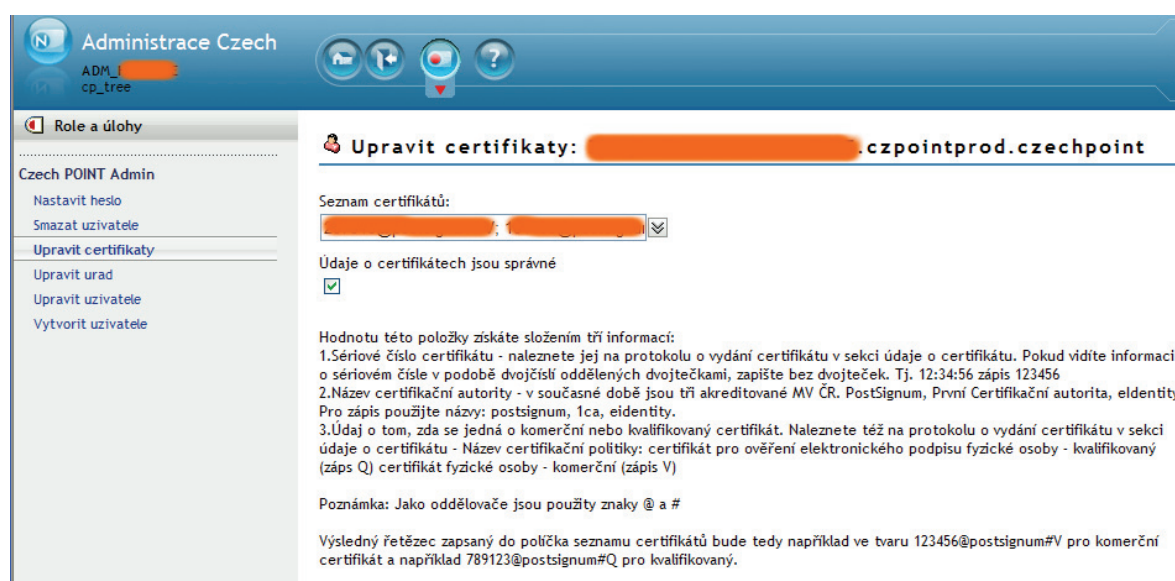 N
Administrace Czech
ADM_
cp_tree
?
Role a úlohy
Czech POINT Admin
Nastavit heslo
Smazat uzivatele
Upravit certifikaty
Upravit urad
Upravit uzivatele
Vytvorit uzivatele
Upravit certifikaty: .czpointprod.czechpoint
Seznam certifikátů:
Údaje o certifikátech jsou správné
Hodnotu této položky získáte složením tří informací:
1.Sériové číslo certifikátu - naleznete jej na protokolu o vydání certifikátu v sekci údaje o certifikátu. Pokud vidíte informaci
o sériovém čísle v podobě dvojčíslí oddělených dvojtečkami, zapište bez dvojteček. Tj. 12:34:56 zápis 123456
2.Název certifikační autority - v současné době jsou tři akreditované MV ČR. PostSignum, První Certifikační autorita, eIdentity
Pro zápis použijte názvy: postsignum, 1ca, eidentity.
3.Údaj o tom, zda se jedná o komerční nebo kvalifikovaný certifikát. Naleznete též na protokolu o vydání certifikátu v sekci
údaje o certifikátu - Název certifikační politiky: certifikát pro ověření elektronického podpisu fyzické osoby - kvalifikovaný
(záps Q) certifikát fyzické osoby - komerční (zápis V)
Poznámka: Jako oddělovače jsou použity znaky @ a #
Výsledný řetězec zapsaný do políčka seznamu certifikátů bude tedy například ve tvaru 123456@postsignum#V pro komerční
certifikát a například 789123@postsignum#Q pro kvalifikovaný.